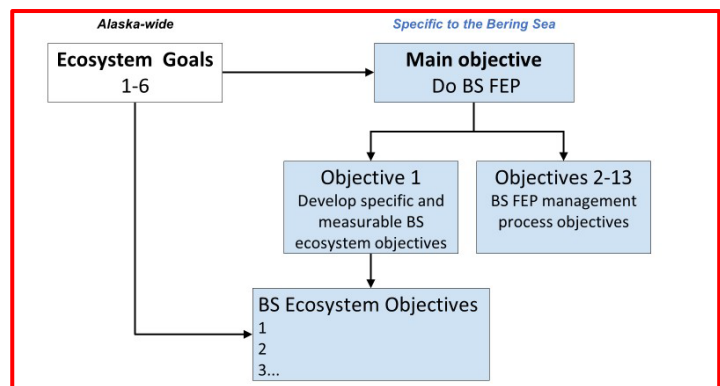 Alaska-wide
Specific to the Bering Sea
Ecosystem Goals
1-6
Main objective
Do BS FEP
Objective 1
Develop specific and
measurable BS
ecosystem objectives
Objectives 2-13
BS FEP management
process objectives
BS Ecosystem Objectives
1
2
3...